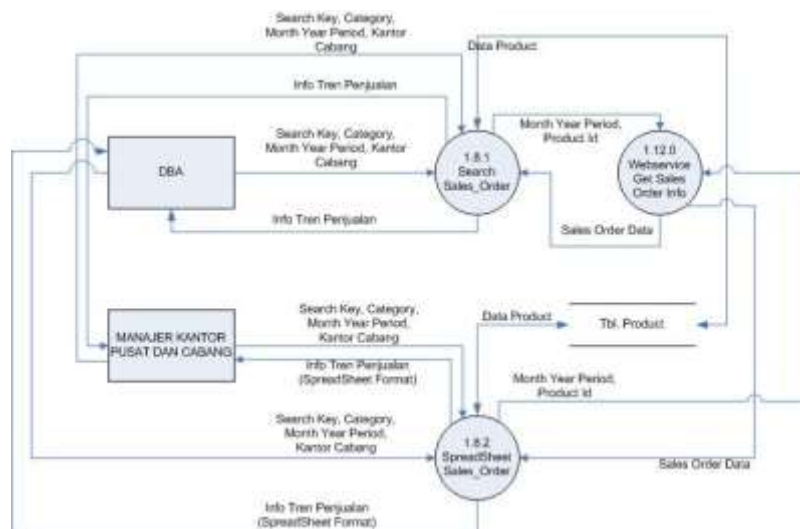 Search Key, Category,
Month Year Period, Kantor
Cabang
Data Product
Info Tren Penjualan
Search Key, Category,
Month Year Period, Kantor
Cabang
Month Year Period,
Product Id
DBA
1.8.1
Search
Sales_Order
1.12.0
Webservice
Get Sales
Order Info
Info Tren Penjualan
Sales Order Data
Search Key, Category,
Month Year Period,
Kantor Cabang
Data Product
Tbl. Product
MANAJER KANTOR
PUSAT DAN CABANG
Info Tren Penjualan
(SpreadSheet Format)
Month Year Period,
Product Id
Search Key, Category,
Month Year Period,
Kantor Cabang
1.8.2
SpreadSheet
Sales_Order
Sales Order Data
Info Tren Penjualan
(SpreadSheet Format)